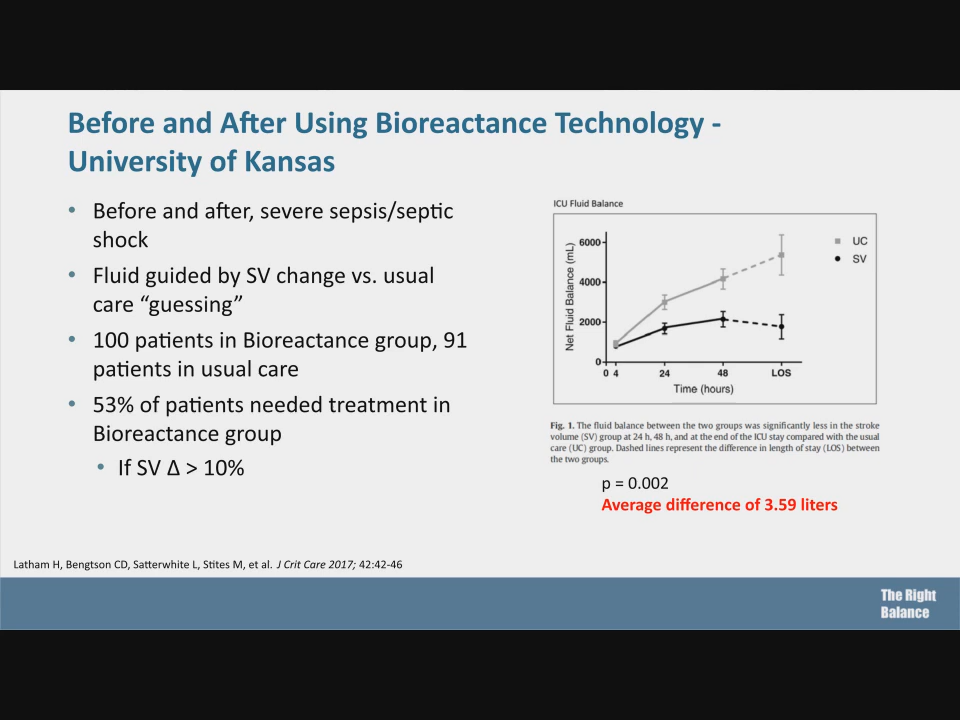 Before and After Using Bioreactance Technology -
University of Kansas
• Before and after, severe sepsis/septic
shock
• Fluid guided by SV change vs. usual
care “guessing”
• 100 patients in Bioreactance group, 91
patients in usual care
• 53% of patients needed treatment in
Bioreactance group
• If SV Δ > 10%
ICU Fluid Balance
Net Fluid Balance (mL)
6000
4000
2000
0
0 4 24 48 LOS
Time (hours)
UC
SV
Fig. 1. The fluid balance between the two groups was significantly less in the stroke
volume (SV) group at 24 h, 48 h, and at the end of the ICU stay compared with the usual
care (UC) group. Dashed lines represent the difference in length of stay (LOS) between
the two groups.
p = 0.002
Average difference of 3.59 liters
Latham H, Bengtson CD, Satterwhite L, Stites M, et al. J Crit Care 2017; 42:42-46
The Right
Balance